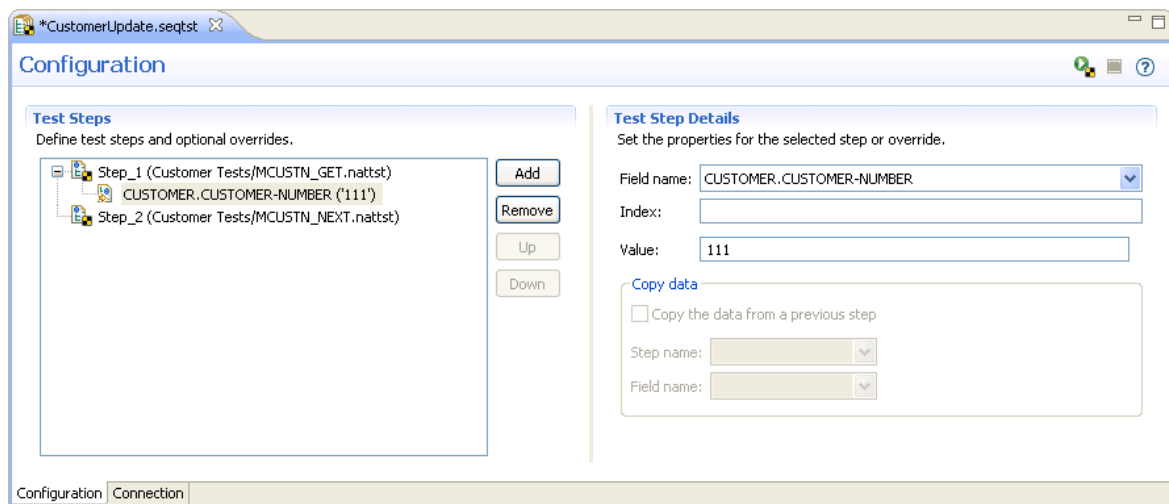 *CustomerUpdate.seqtst
Configuration
Test Steps
Define test steps and optional overrides.
Step_1 (Customer Tests/MCUSTN_GET.nattst)
CUSTOMER.CUSTOMER-NUMBER ('111')
Step_2 (Customer Tests/MCUSTN_NEXT.nattst)
Add
Remove
Up
Down
Test Step Details
Set the properties for the selected step or override.
Field name: CUSTOMER.CUSTOMER-NUMBER
Index:
Value: 111
Copy data
Copy the data from a previous step
Step name:
Field name:
Configuration Connection